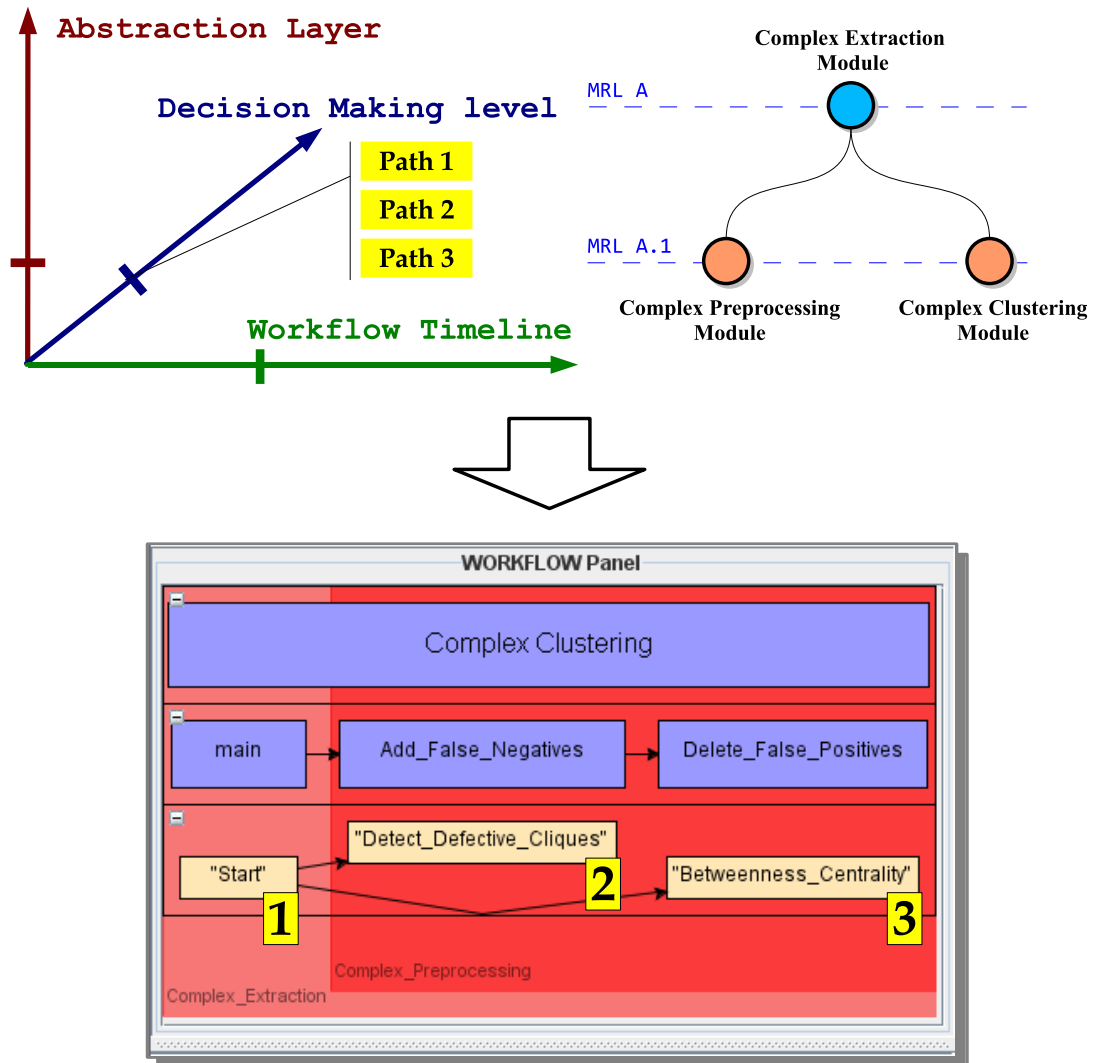 Abstraction Layer
Decision Making level
Path 1
Path 2
Path 3
Workflow Timeline
Complex Extraction
Module
MRL A
MRL A.1
Complex Preprocessing
Module
Complex Clustering
Module
WORKFLOW Panel
Complex Clustering
main
Add_False_Negatives
Delete_False_Positives
"Detect_Defective_Cliques"
"Start"
"Betweenness_Centrality"
1
2
3
Complex_Preprocessing
Complex_Extraction